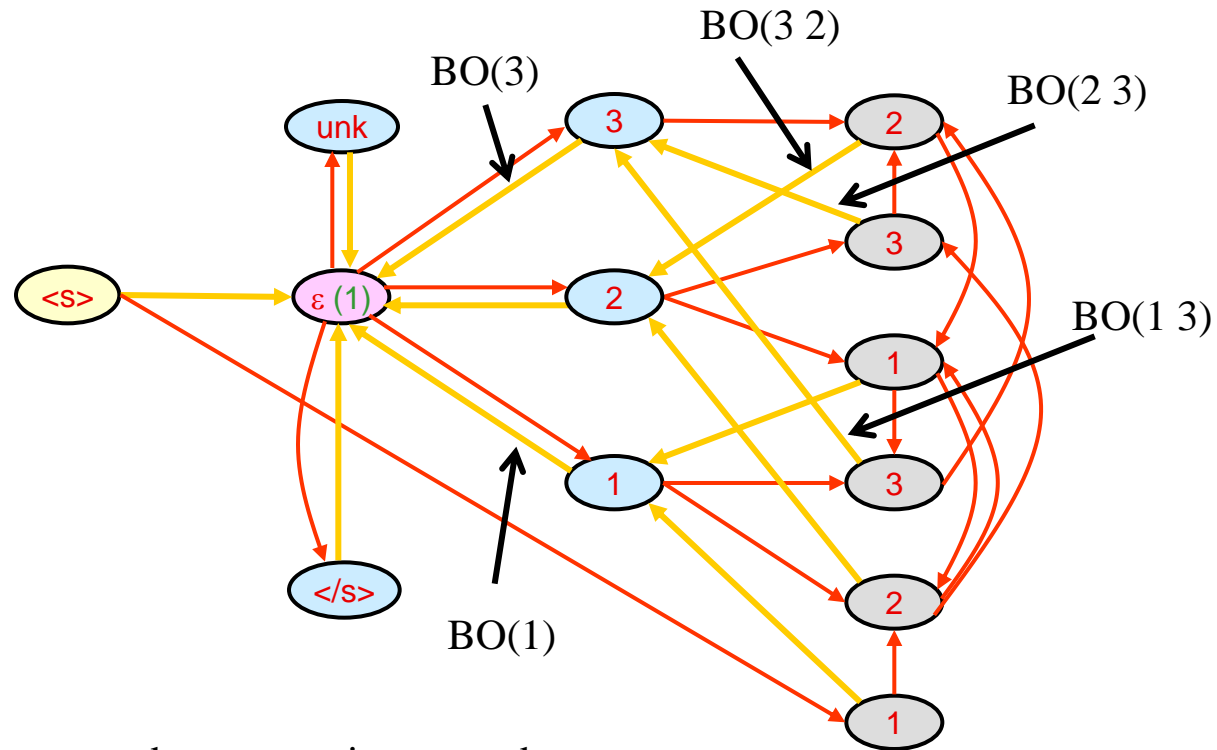 BO(3 2)
BO(3)
BO(2 3)
unk
3
2
3
<s>
ε (1)
2
BO(1 3)
1
1
3
</s>
2
BO(1)
1